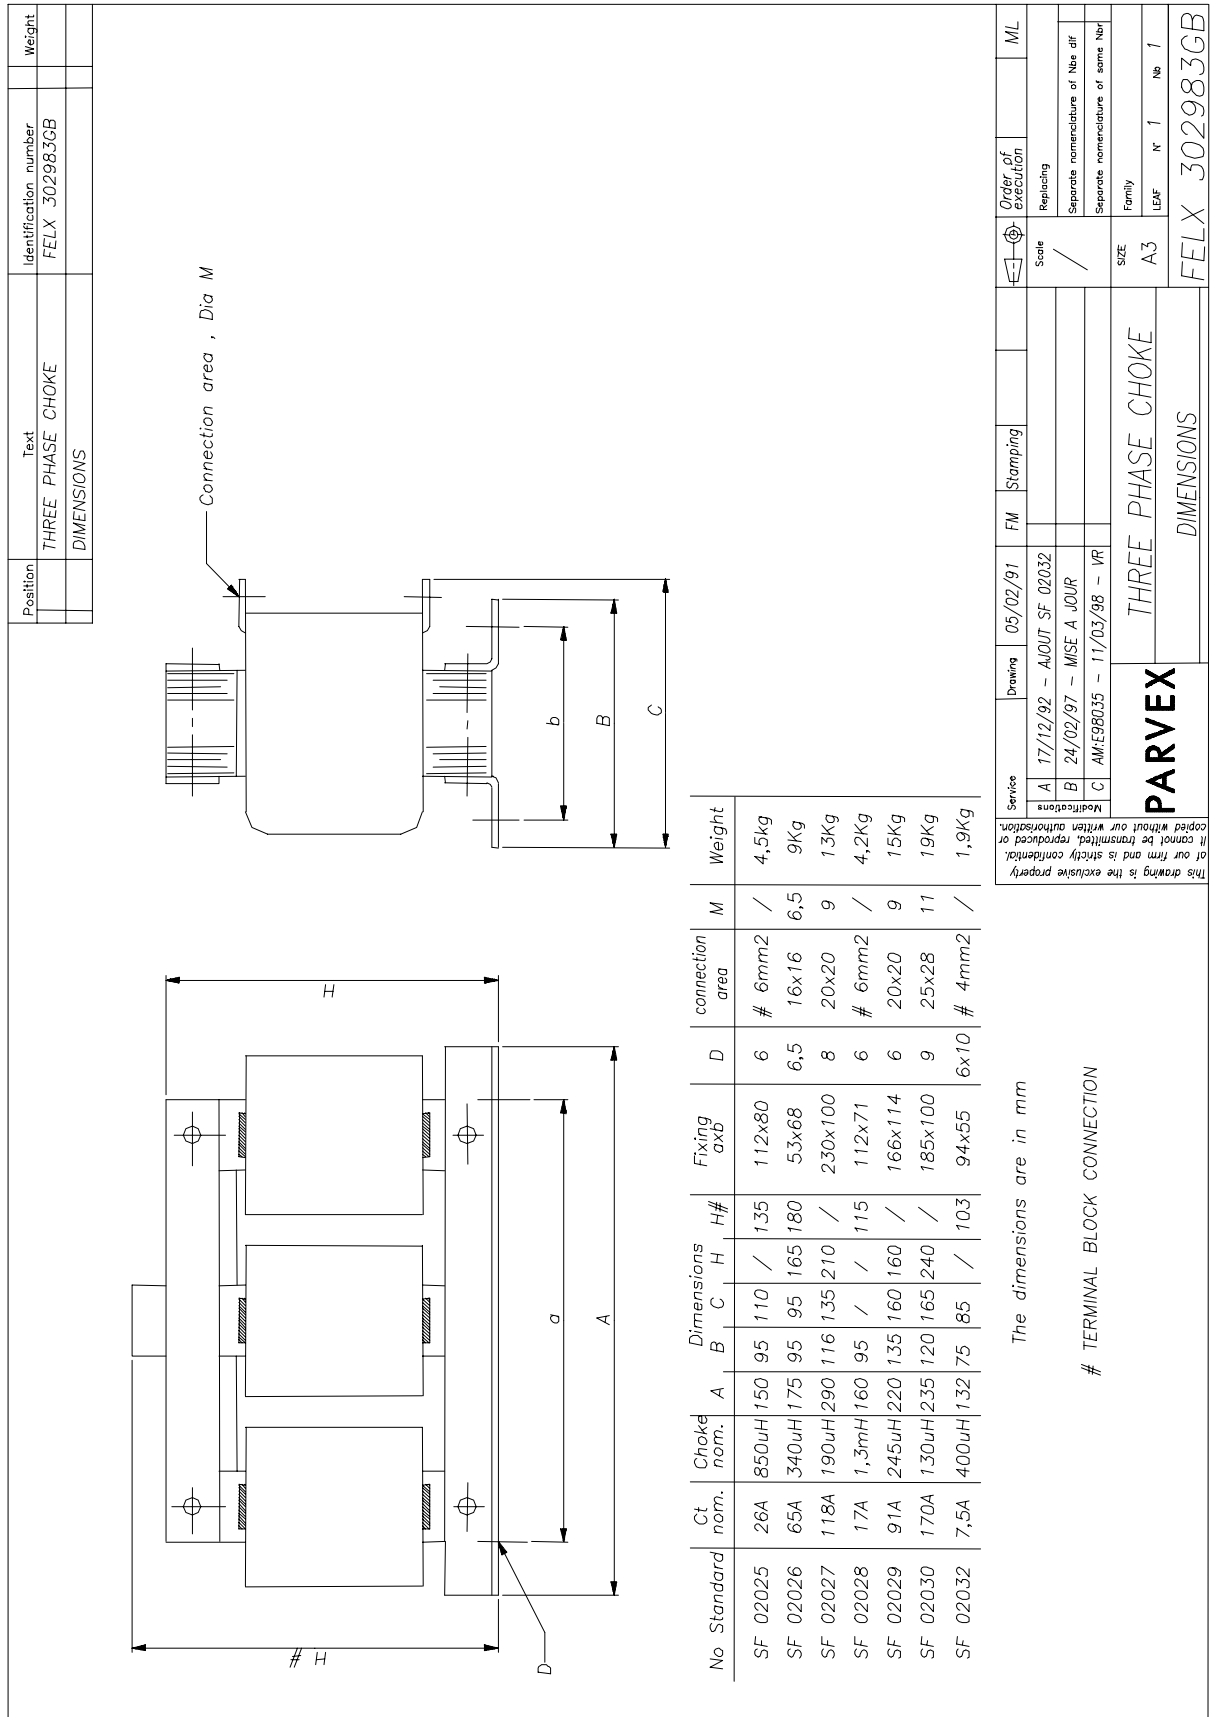 Position Text Identification number Weight
THREE PHASE CHOKE FELX 302983GB
DIMENSIONS
Connection area , Dia M
H
# H
a
A
D
b
B
C
No Standard Ct nom. Choke nom. Dimensions A B C H H# Fixing axb D connection area M Weight
SF 02025 26A 850uH 150 95 110 / 135 112x80 6 # 6mm2 / 4,5Kg
SF 02026 65A 340uH 175 95 95 165 180 53x68 6,5 16x16 6,5 9Kg
SF 02027 118A 190uH 290 116 135 210 / 230x100 8 20x20 9 13Kg
SF 02028 17A 1,3mH 160 95 / / 115 112x71 6 # 6mm2 / 4,2Kg
SF 02029 91A 245uH 220 135 160 160 / 166x114 6 20x20 9 15Kg
SF 02030 170A 130uH 235 120 165 240 / 185x100 9 25x28 11 19Kg
SF 02032 7,5A 400uH 132 75 85 / 103 94x55 6x10 # 4mm2 / 1,9Kg
The dimensions are in mm
# TERMINAL BLOCK CONNECTION
This drawing is the exclusive property
of our firm and is strictly confidential.
It cannot be transmitted, reproduced or
copied without our written authorisation.
Service Drawing 05/02/91 FM Stamping Order of execution ML
Modifications
A 17/12/92 - AJOUT SF 02032
B 24/02/97 - MISE A JOUR
C AM:E98035 - 11/03/98 - VR
Scale
/
Replacing
Separate nomenclature of Nbe dif
Separate nomenclature of same Nbr
PARVEX
THREE PHASE CHOKE
DIMENSIONS
SIZE
A3
Family
LEAF N° 1 Nb 1
FELX 302983GB